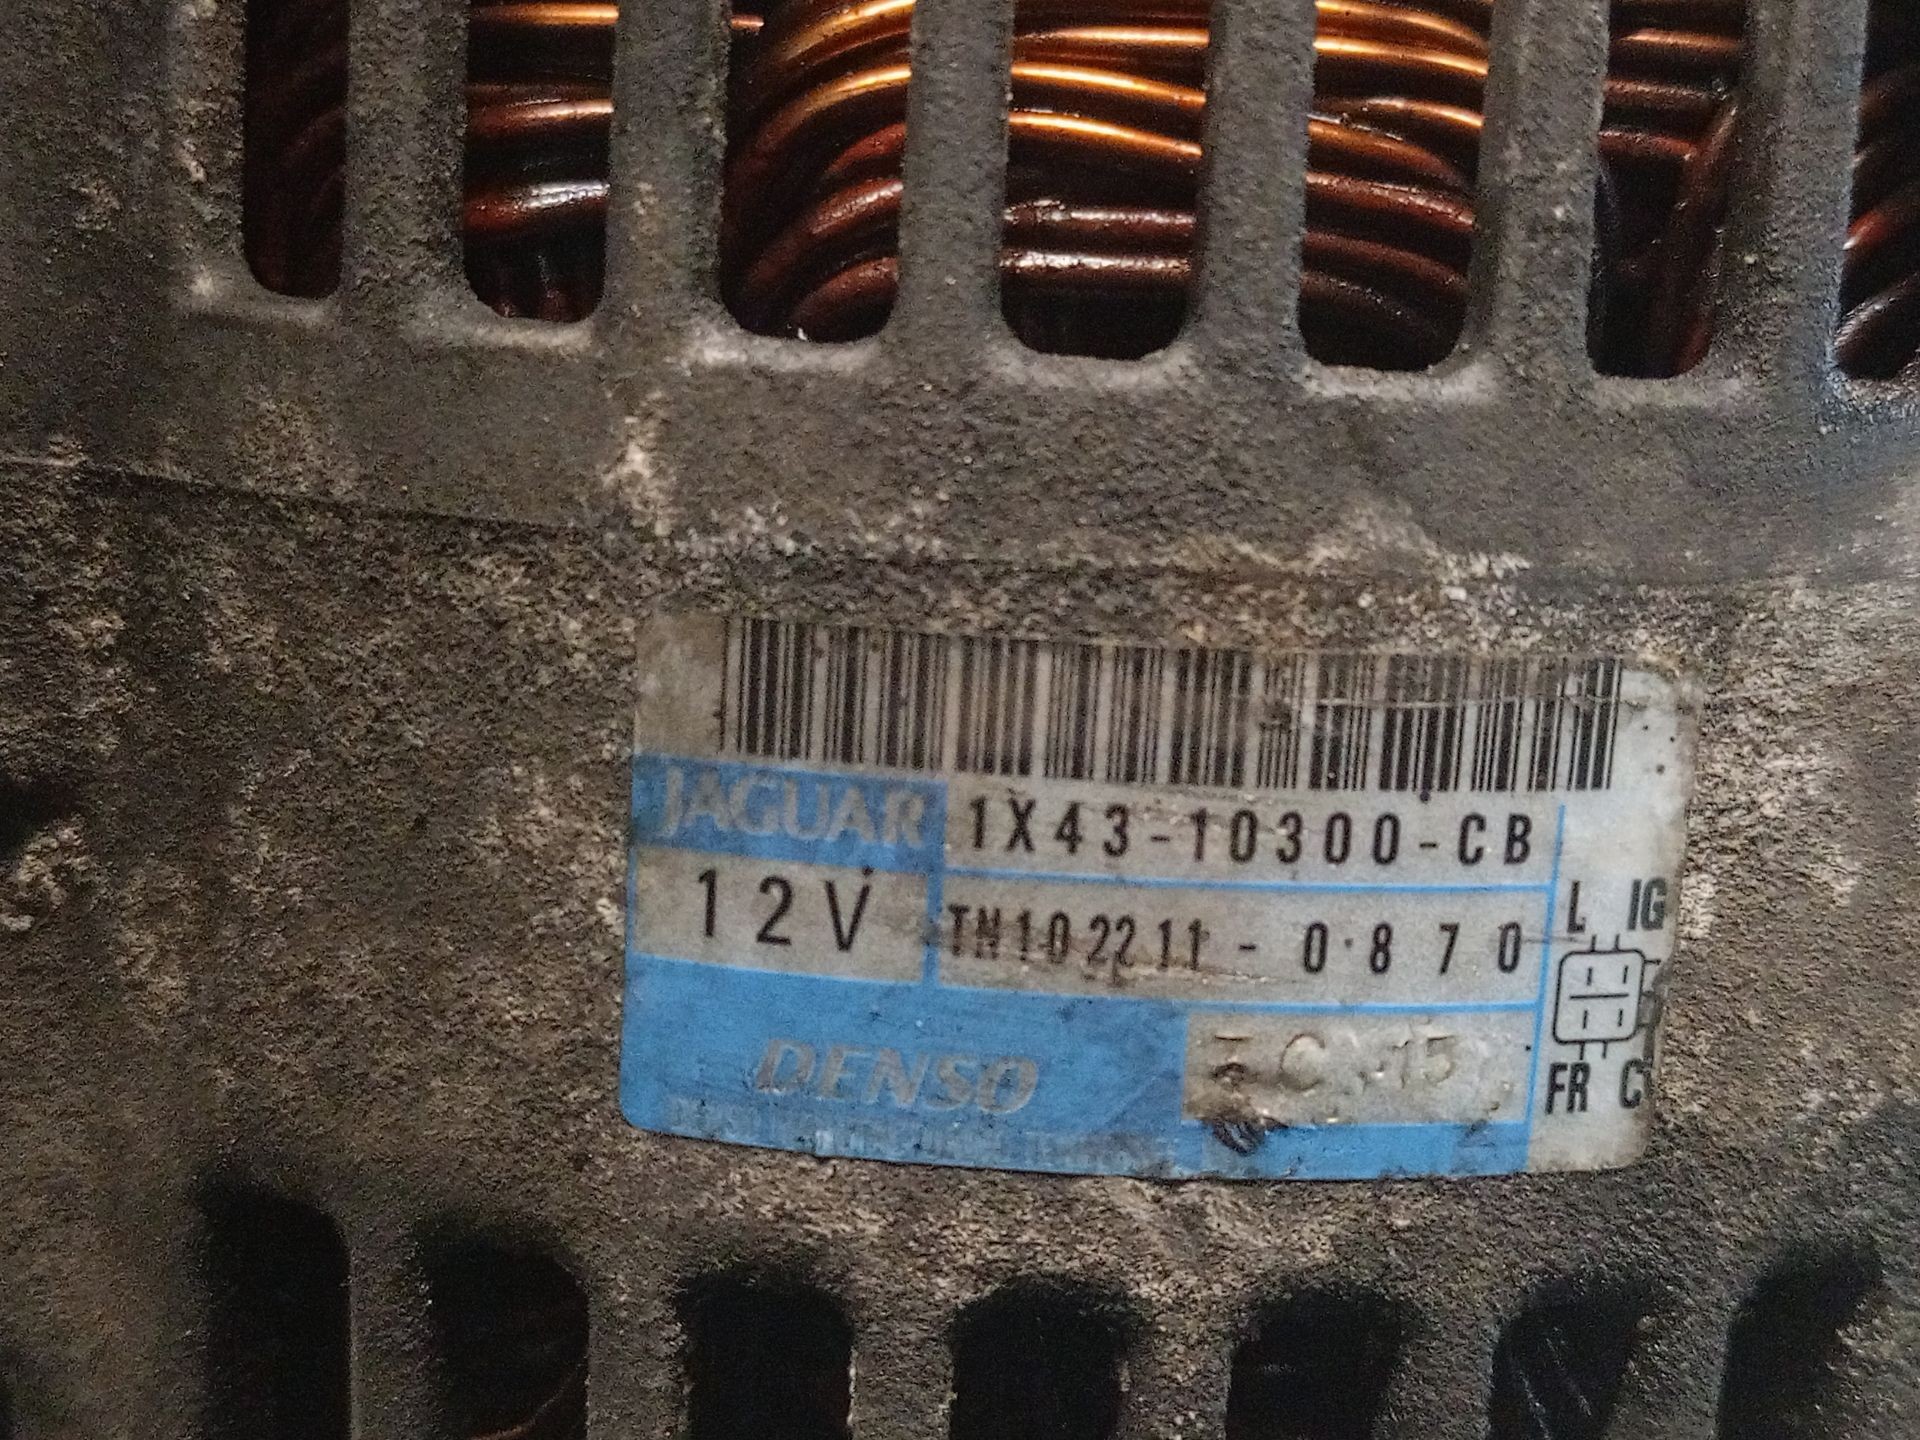 JAGUAR 1X43-10300-CB
12V TN102211-0870
L IG
DENSO
FR